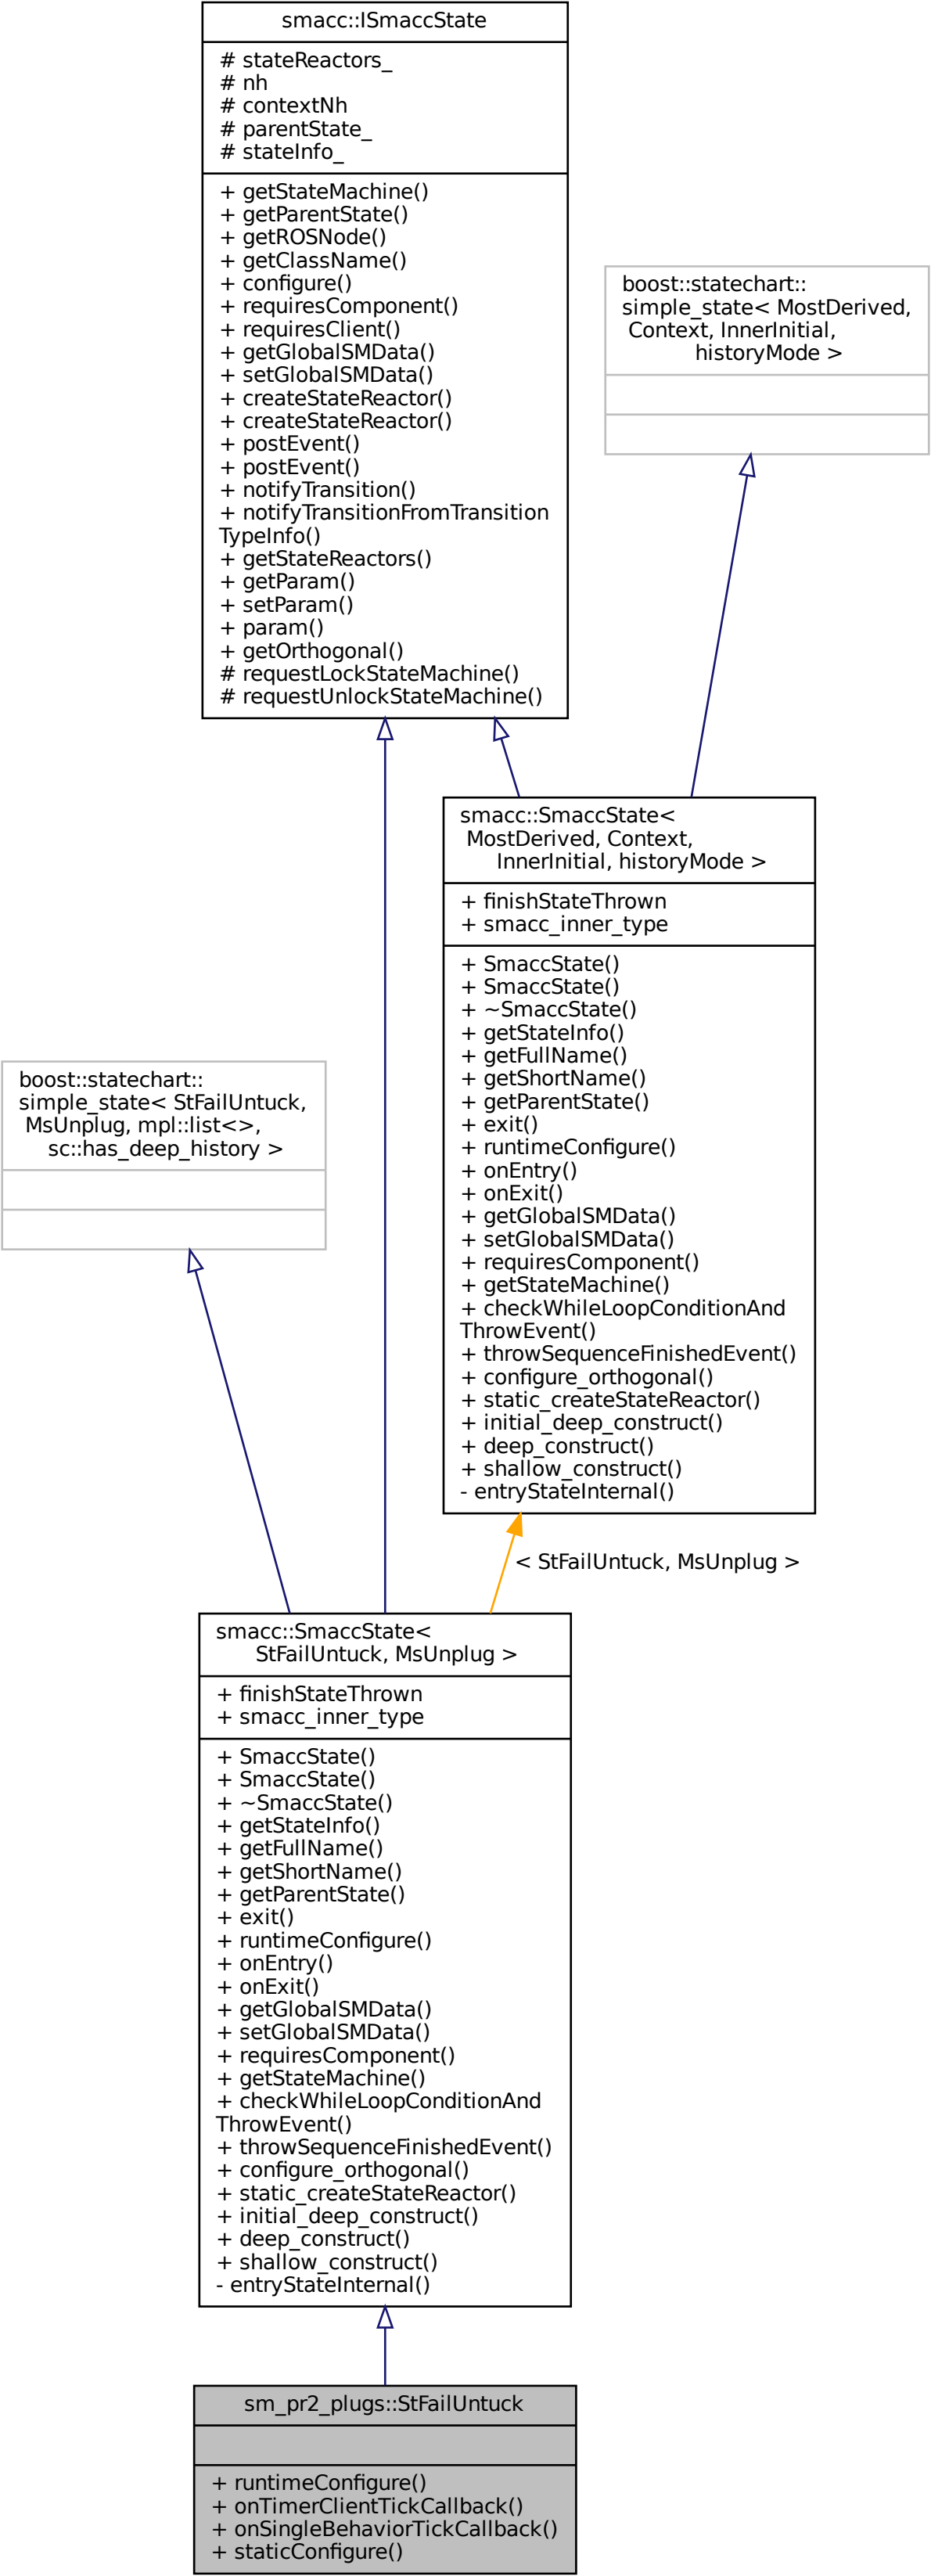 smacc::ISmaccState
# stateReactors_
# nh
# contextNh
# parentState_
# stateInfo_
+ getStateMachine()
+ getParentState()
+ getROSNode()
+ getClassName()
+ configure()
+ requiresComponent()
+ requiresClient()
+ getGlobalSMData()
+ setGlobalSMData()
+ createStateReactor()
+ createStateReactor()
+ postEvent()
+ postEvent()
+ notifyTransition()
+ notifyTransitionFromTransition
TypeInfo()
+ getStateReactors()
+ getParam()
+ setParam()
+ param()
+ getOrthogonal()
# requestLockStateMachine()
# requestUnlockStateMachine()
boost::statechart::
simple_state< MostDerived,
Context, InnerInitial,
historyMode >
smacc::SmaccState<
MostDerived, Context,
InnerInitial, historyMode >
+ finishStateThrown
+ smacc_inner_type
+ SmaccState()
+ SmaccState()
+ ~SmaccState()
+ getStateInfo()
+ getFullName()
+ getShortName()
+ getParentState()
+ exit()
+ runtimeConfigure()
+ onEntry()
+ onExit()
+ getGlobalSMData()
+ setGlobalSMData()
+ requiresComponent()
+ getStateMachine()
+ checkWhileLoopConditionAnd
ThrowEvent()
+ throwSequenceFinishedEvent()
+ configure_orthogonal()
+ static_createStateReactor()
+ initial_deep_construct()
+ deep_construct()
+ shallow_construct()
- entryStateInternal()
boost::statechart::
simple_state< StFailUntuck,
MsUnplug, mpl::list<>,
sc::has_deep_history >
< StFailUntuck, MsUnplug >
smacc::SmaccState<
StFailUntuck, MsUnplug >
+ finishStateThrown
+ smacc_inner_type
+ SmaccState()
+ SmaccState()
+ ~SmaccState()
+ getStateInfo()
+ getFullName()
+ getShortName()
+ getParentState()
+ exit()
+ runtimeConfigure()
+ onEntry()
+ onExit()
+ getGlobalSMData()
+ setGlobalSMData()
+ requiresComponent()
+ getStateMachine()
+ checkWhileLoopConditionAnd
ThrowEvent()
+ throwSequenceFinishedEvent()
+ configure_orthogonal()
+ static_createStateReactor()
+ initial_deep_construct()
+ deep_construct()
+ shallow_construct()
- entryStateInternal()
sm_pr2_plugs::StFailUntuck
+ runtimeConfigure()
+ onTimerClientTickCallback()
+ onSingleBehaviorTickCallback()
+ staticConfigure()